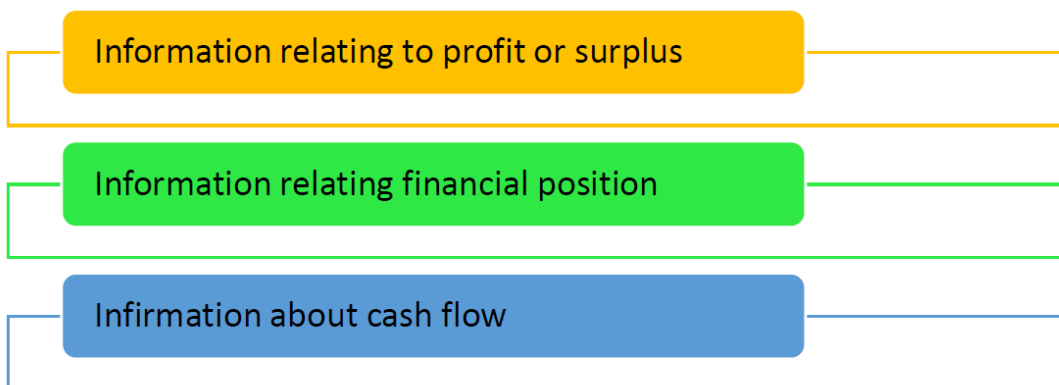 Information relating to profit or surplus
Information relating financial position
Infirmation about cash flow